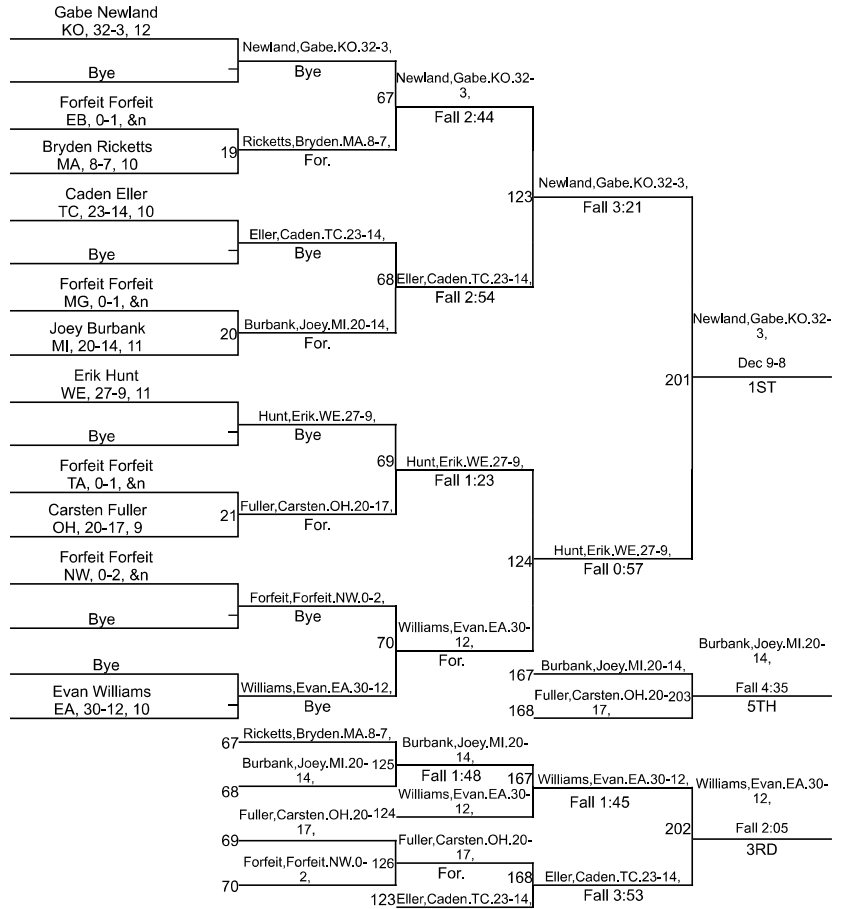 Gabe Newland
KO, 32-3, 12
Bye
Forfeit Forfeit
EB, 0-1, &n
Bryden Ricketts
MA, 8-7, 10
Caden Eller
TC, 23-14, 10
Bye
Forfeit Forfeit
MG, 0-1, &n
Joey Burbank
MI, 20-14, 11
Erik Hunt
WE, 27-9, 11
Bye
Forfeit Forfeit
TA, 0-1, &n
Carsten Fuller
OH, 20-17, 9
Forfeit Forfeit
NW, 0-2, &n
Bye
Bye
Evan Williams
EA, 30-12, 10
Newland,Gabe.KO.32-3,
Bye
19
Ricketts,Bryden.MA.8-7,
For.
Eller,Caden.TC.23-14,
Bye
20
Burbank,Joey.MI.20-14,
For.
Hunt,Erik.WE.27-9,
Bye
21
Fuller,Carsten.OH.20-17,
For.
Forfeit,Forfeit.NW.0-2,
Bye
Williams,Evan.EA.30-12,
Bye
67
Newland,Gabe.KO.32-
3,
Fall 2:44
68
Eller,Caden.TC.23-14,
Fall 2:54
69
Hunt,Erik.WE.27-9,
Fall 1:23
70
Williams,Evan.EA.30-
12,
For.
123
Newland,Gabe.KO.32-3,
Fall 3:21
124
Hunt,Erik.WE.27-9,
Fall 0:57
201
Newland,Gabe.KO.32-
3,
Dec 9-8
1ST
167
Burbank,Joey.MI.20-14,
168
Fuller,Carsten.OH.20-
17,
203
Burbank,Joey.MI.20-
14,
Fall 4:35
5TH
67
Ricketts,Bryden.MA.8-7,
68
Burbank,Joey.MI.20-
14,
125
Burbank,Joey.MI.20-
14,
Fall 1:48
124
Williams,Evan.EA.30-
12,
69
Fuller,Carsten.OH.20-
17,
70
Forfeit,Forfeit.NW.0-
2,
126
Fuller,Carsten.OH.20-
17,
For.
123
Eller,Caden.TC.23-14,
167
Williams,Evan.EA.30-12,
Fall 1:45
168
Eller,Caden.TC.23-14,
Fall 3:53
202
Williams,Evan.EA.30-
12,
Fall 2:05
3RD